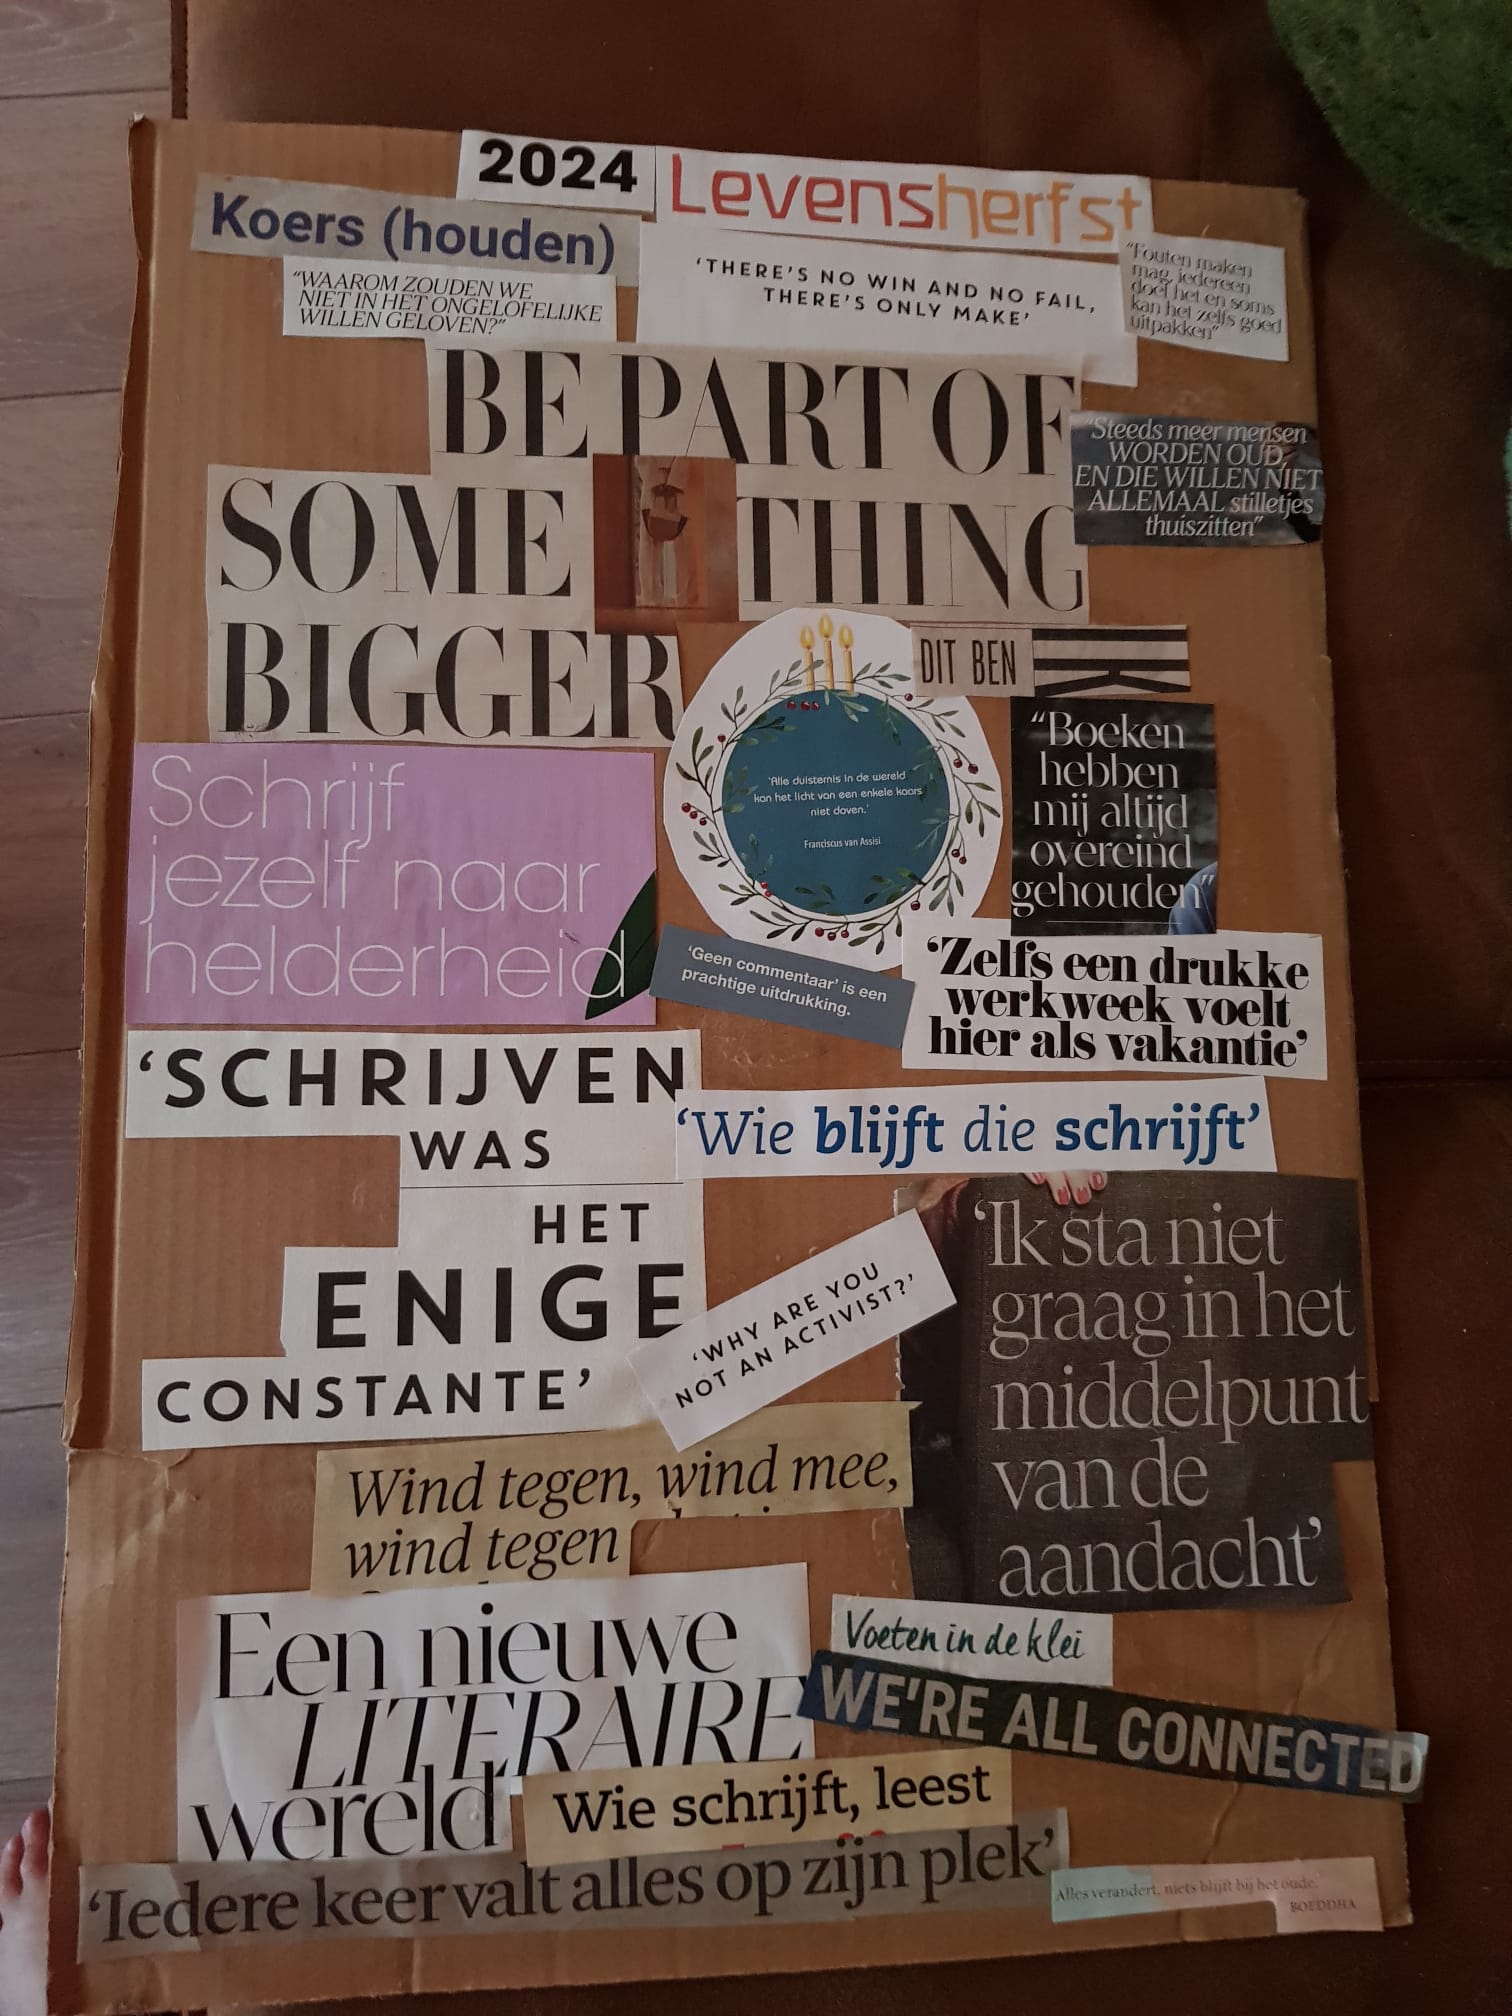 2024 Levensherfst
Koers (houden)
"WAAROM ZOUDEN WE
NIET IN HET ONGELOFELIJKE
WILLEN GELOVEN?"
'THERE'S NO WIN AND NO FAIL,
THERE'S ONLY MAKE'
"Fouten maken
mag, iedereen
doet het en soms
kan het zelfs goed
uitpakken"
BE PART OF
SOME THING
BIGGER
"Steeds meer mensen
WORDEN OUD,
EN DIE WILLEN NIET
ALLEMAAL stilletjes
thuiszitten"
DIT BEN IK
'Alle duisternis in de wereld
kan het licht van een enkele kaars
niet doven.'
Franciscus van Assisi
"Boeken
hebben
mij altijd
overeind
gehouden"
Schrijf
jezelf naar
helderheid
'Geen commentaar' is een
prachtige uitdrukking.
'Zelfs een drukke
werkweek voelt
hier als vakantie'
'SCHRIJVEN
WAS
HET
ENIGE
CONSTANTE'
'Wie blijft die schrijft'
'WHY ARE YOU
NOT AN ACTIVIST?'
'Ik sta niet
graag in het
middelpunt
van de
aandacht'
Wind tegen, wind mee,
wind tegen
Een nieuwe
LITERAIRE
wereld
Voeten in de klei
WE'RE ALL CONNECTED
Wie schrijft, leest
'Iedere keer valt alles op zijn plek'
Alles verandert, niets blijft bij het oude.
BOEDDHA